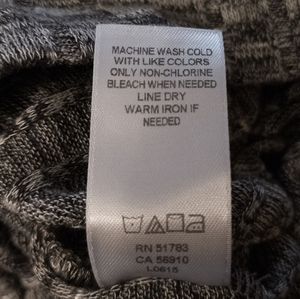 MACHINE WASH COLD
WITH LIKE COLORS
ONLY NON-CHLORINE
BLEACH WHEN NEEDED
LINE DRY
WARM IRON IF
NEEDED
RN 51783
CA 56910
L0615